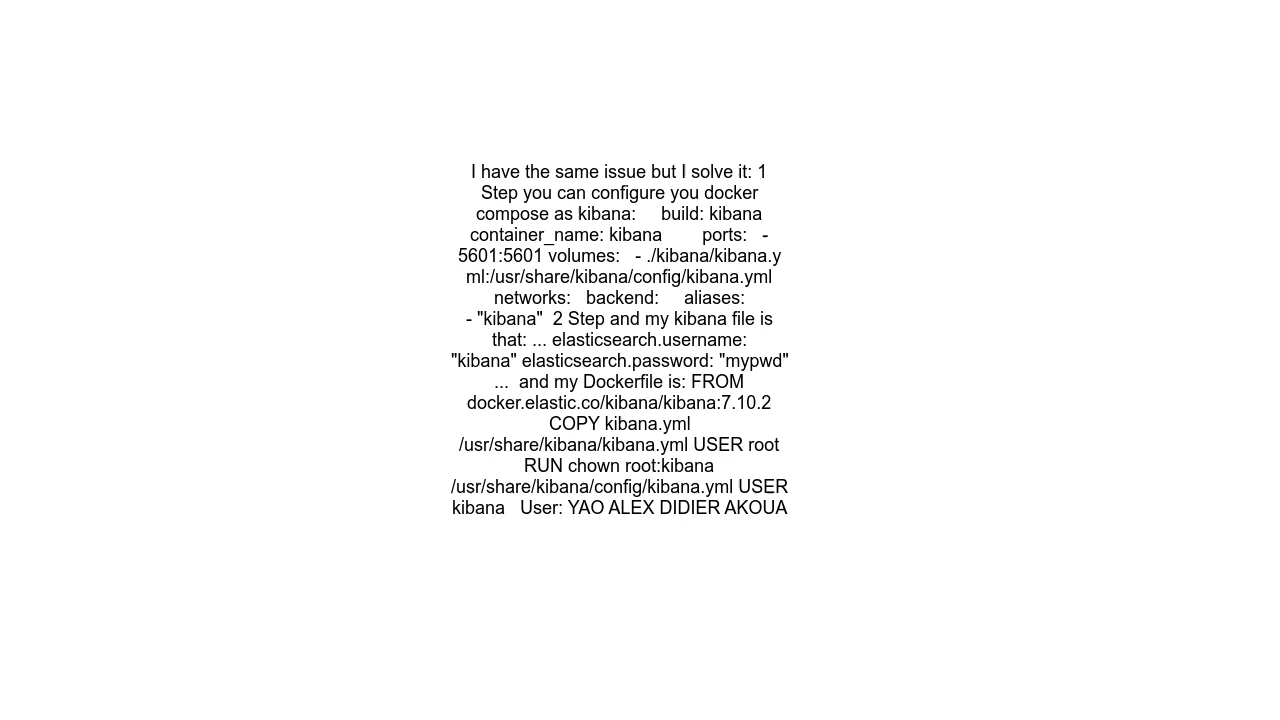 I have the same issue but I solve it: 1
Step you can configure you docker
compose as kibana:     build: kibana
container_name: kibana        ports:   -
5601:5601 volumes:   - ./kibana/kibana.y
ml:/usr/share/kibana/config/kibana.yml
networks:   backend:     aliases:
- "kibana"  2 Step and my kibana file is
that: ... elasticsearch.username:
"kibana" elasticsearch.password: "mypwd"
...  and my Dockerfile is: FROM
docker.elastic.co/kibana/kibana:7.10.2
COPY kibana.yml
/usr/share/kibana/kibana.yml USER root
RUN chown root:kibana
/usr/share/kibana/config/kibana.yml USER
kibana   User: YAO ALEX DIDIER AKOUA